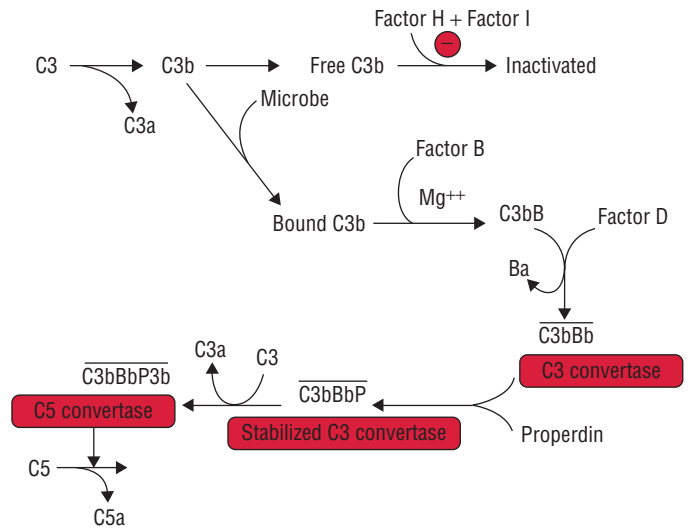 Factor H + Factor I
−
C3
C3b
Free C3b
Inactivated
C3a
Microbe
Factor B
Mg++
Bound C3b
C3bB
Factor D
Ba
C3bBb
C3 convertase
C3a
C3
C3bBbP3b
C3bBbP
C5 convertase
Stabilized C3 convertase
Properdin
C5
C5a